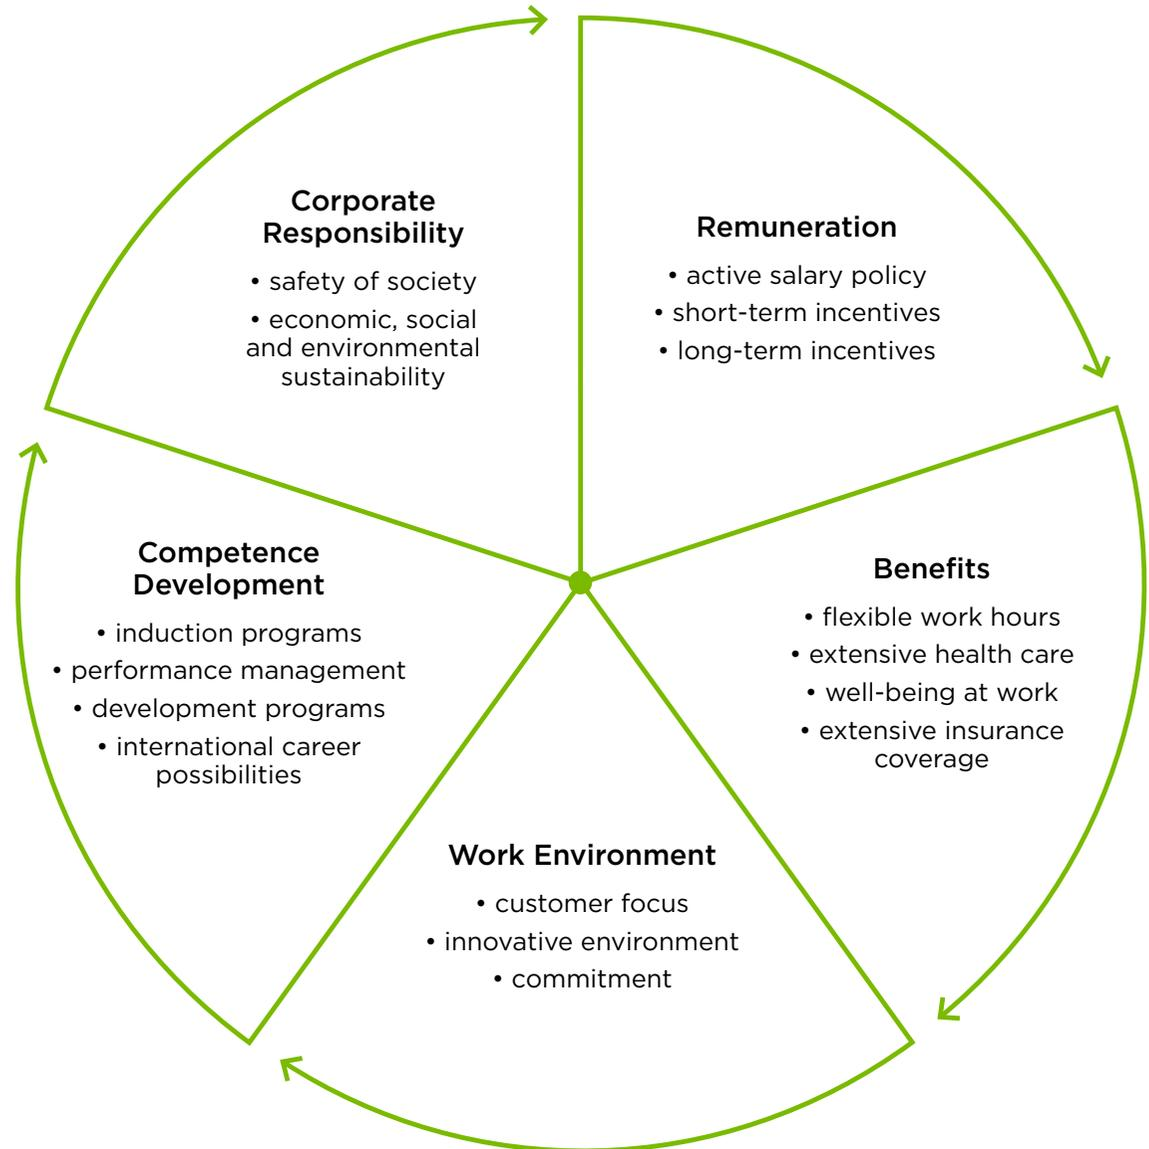 Corporate
Responsibility
• safety of society
• economic, social
and environmental
sustainability
Remuneration
• active salary policy
• short-term incentives
• long-term incentives
Competence
Development
• induction programs
• performance management
• development programs
• international career
possibilities
Benefits
• flexible work hours
• extensive health care
• well-being at work
• extensive insurance
coverage
Work Environment
• customer focus
• innovative environment
• commitment